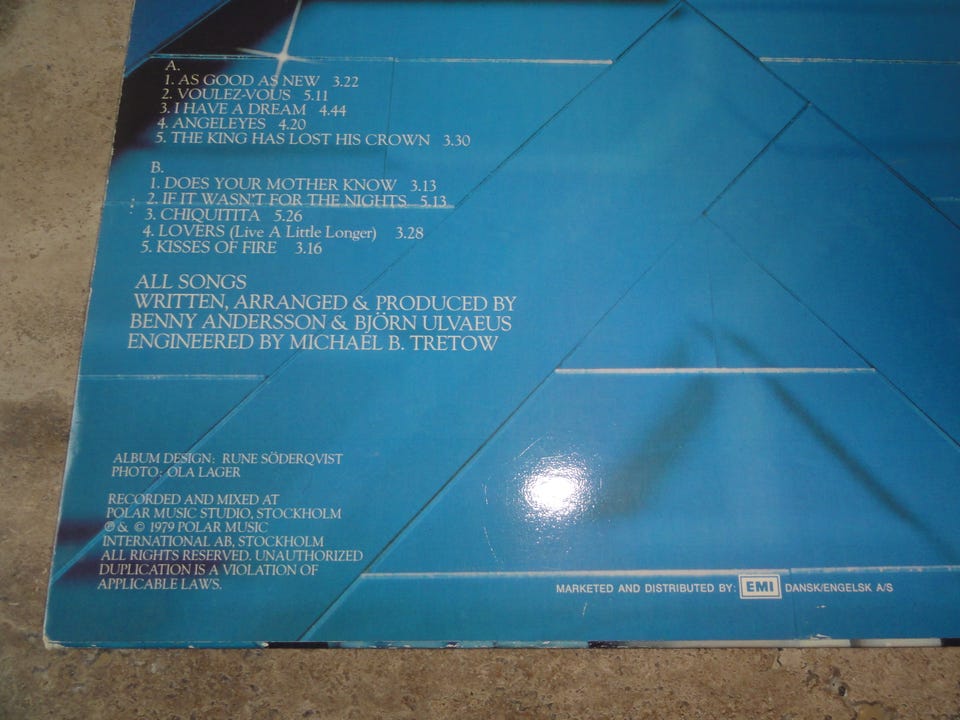 A.
1. AS GOOD AS NEW 3.22
2. VOULEZ-VOUS 5.11
3. I HAVE A DREAM 4.44
4. ANGELEYES 4.20
5. THE KING HAS LOST HIS CROWN 3.30
B.
1. DOES YOUR MOTHER KNOW 3.13
2. IF IT WASN'T FOR THE NIGHTS 5.13
3. CHIQUITITA 5.26
4. LOVERS (Live A Little Longer) 3.28
5. KISSES OF FIRE 3.16
ALL SONGS
WRITTEN, ARRANGED & PRODUCED BY
BENNY ANDERSSON & BJÖRN ULVAEUS
ENGINEERED BY MICHAEL B. TRETOW
ALBUM DESIGN: RUNE SÖDERQVIST
PHOTO: OLA LAGER
RECORDED AND MIXED AT
POLAR MUSIC STUDIO, STOCKHOLM
℗ & © 1979 POLAR MUSIC
INTERNATIONAL AB, STOCKHOLM
ALL RIGHTS RESERVED. UNAUTHORIZED
DUPLICATION IS A VIOLATION OF
APPLICABLE LAWS.
MARKETED AND DISTRIBUTED BY: EMI DANSK/ENGELSK A/S